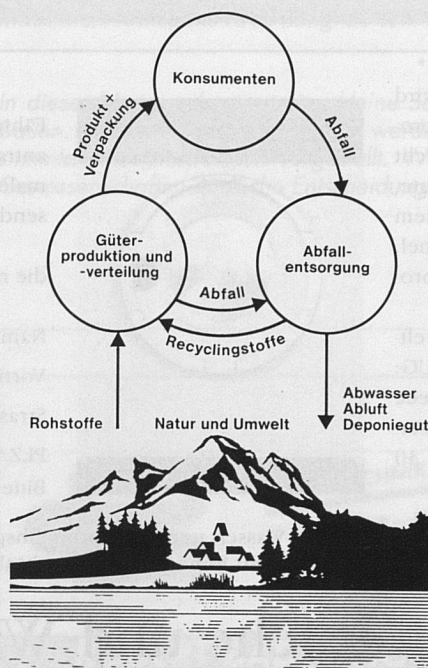 Konsumenten
Produkt +
Verpackung
Abfall
Güter-
produktion und
-verteilung
Abfall-
entsorgung
Abfall
Recyclingstoffe
Rohstoffe
Natur und Umwelt
Abwasser
Abluft
Deponiegut